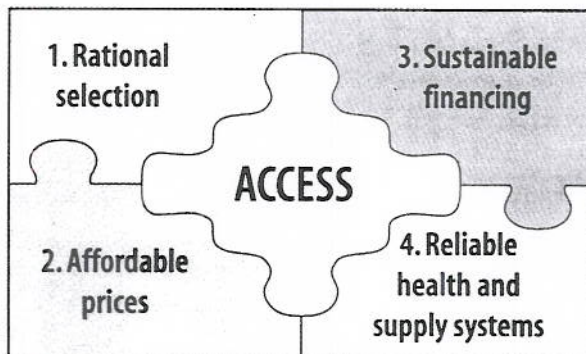 1. Rational
selection
2. Affordable
prices
ACCESS
3. Sustainable
financing
4. Reliable
health and
supply systems